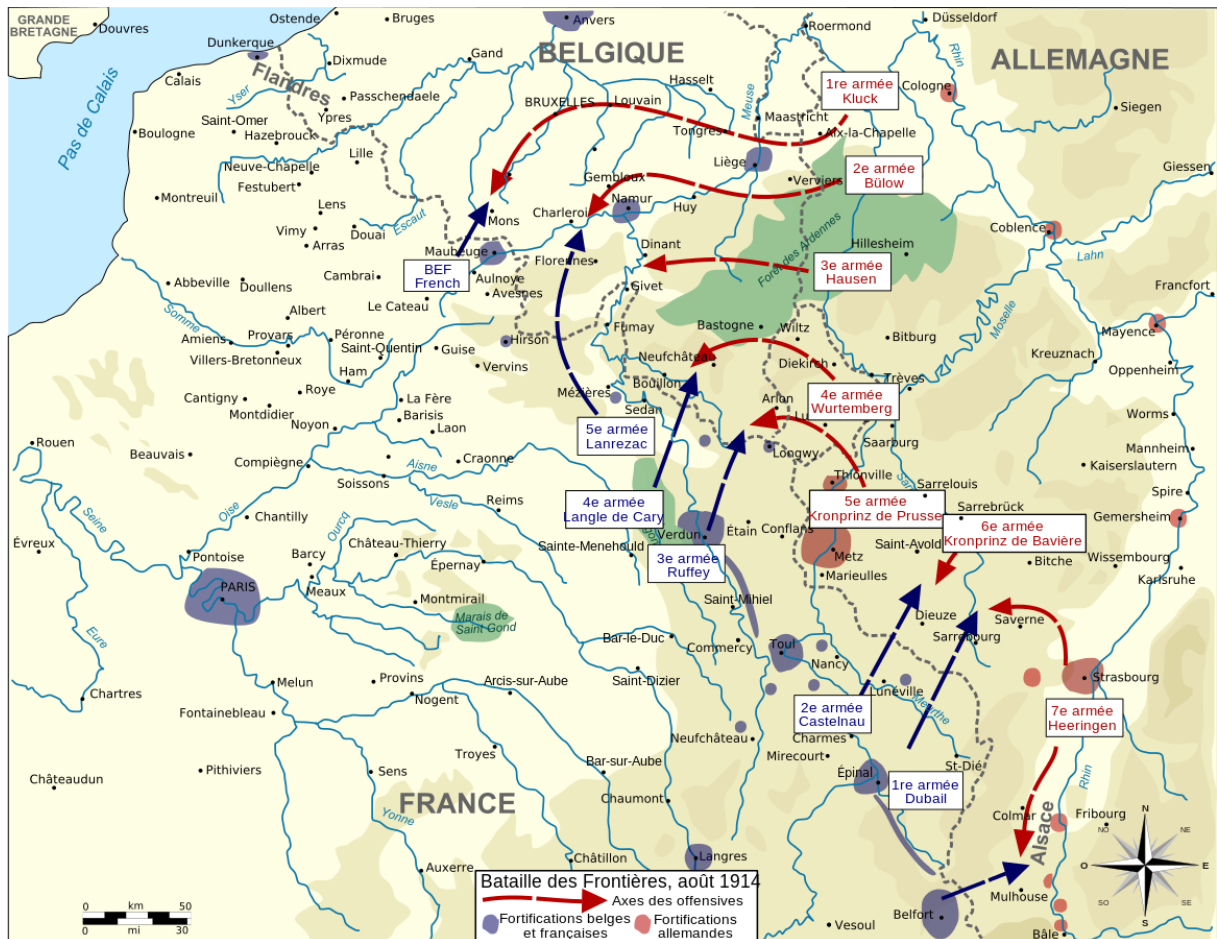 GRANDE
BRETAGNE
Douvres
Ostende
Bruges
Anvers
Roermond
Düsseldorf
Dunkerque
Gand
BELGIQUE
Rhin
ALLEMAGNE
Pas de Calais
Calais
Flandres
Dixmude
Hasselt
Meuse
1re armée
Kluck
Cologne
Yser
Passchendaele
BRUXELLES
Louvain
Siegen
Boulogne
Saint-Omer
Ypres
Maastricht
Hazebrouck
Tongres
Aix-la-Chapelle
Lille
Neuve-Chapelle
Liège
2e armée
Bülow
Giessen
Festubert
Gembloux
Verviers
Montreuil
Lens
Escaut
Mons
Charleroi
Namur
Huy
Vimy
Douai
Coblence
Arras
Maubeuge
Dinant
Forêt des Ardennes
Hillesheim
Lahn
BEF
French
Florennes
3e armée
Hausen
Abbeville
Doullens
Cambrai
Aulnoye
Avesnes
Givet
Francfort
Le Cateau
Somme
Albert
Fumay
Bastogne
Wiltz
Moselle
Mayence
Amiens
Provars
Péronne
Hirson
Bitburg
Villers-Bretonneux
Saint-Quentin
Guise
Neufchâteau
Diekirch
Kreuznach
Oppenheim
Ham
Vervins
Bouillon
Trèves
Cantigny
Roye
La Fère
Mézières
Sedan
Arlon
4e armée
Wurtemberg
Montdidier
Barisis
Lu
Worms
Noyon
Laon
5e armée
Lanrezac
Saarburg
Rouen
Beauvais
Compiègne
Aisne
Craonne
Longwy
Mannheim
Soissons
Thionville
Sar
Sarrelouis
Kaiserslautern
Seine
Oise
Vesle
Reims
4e armée
Langle de Cary
5e armée
Kronprinz de Prusse
Sarrebrück
Spire
Chantilly
Ourcq
Verdun
Étain
Conflans
6e armée
Kronprinz de Bavière
Gemersheim
Évreux
Pontoise
Barcy
Château-Thierry
Sainte-Menehould
3e armée
Ruffey
Metz
Saint-Avold
Bitche
Wissembourg
Épernay
Marieulles
Karlsruhe
PARIS
Meaux
Montmirail
Saint-Mihiel
Marais de
Saint Gond
Dieuze
Saverne
Eure
Bar-le-Duc
Commercy
Toul
Sarrebourg
Nancy
Melun
Provins
Arcis-sur-Aube
Saint-Dizier
Strasbourg
Chartres
Nogent
Lunéville
Meurthe
Fontainebleau
2e armée
Castelnau
7e armée
Heeringen
Troyes
Neufchâteau
Charmes
Mirecourt
St-Dié
Châteaudun
Pithiviers
Sens
Bar-sur-Aube
Épinal
Rhin
FRANCE
Chaumont
1re armée
Dubail
Yonne
Colmar
Alsace
Fribourg
N
NO
NE
O
E
SO
SE
S
Auxerre
Châtillon
Langres
Mulhouse
Belfort
Vesoul
Bâle
Bataille des Frontières, août 1914
Axes des offensives
Fortifications belges
et françaises
Fortifications
allemandes
0 km 50
0 mi 30